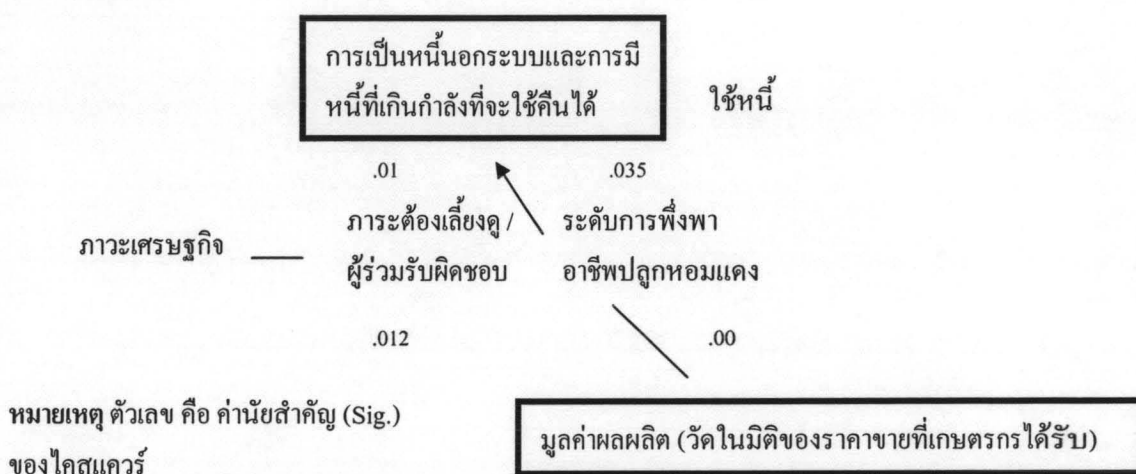 การเป็นหนี้นอกระบบและการมี
หนี้ที่เกินกำลังที่จะใช้คืนได้
ใช้หนี้
.01
.035
ภาวะเศรษฐกิจ
ภาระต้องเลี้ยงดู /
ผู้ร่วมรับผิดชอบ
ระดับการพึ่งพา
อาชีพปลูกหอมแดง
.012
.00
หมายเหตุ ตัวเลข คือ ค่านัยสำคัญ (Sig.)
ของไคสแควร์
มูลค่าผลผลิต (วัดในมิติของราคาขายที่เกษตรกรได้รับ)